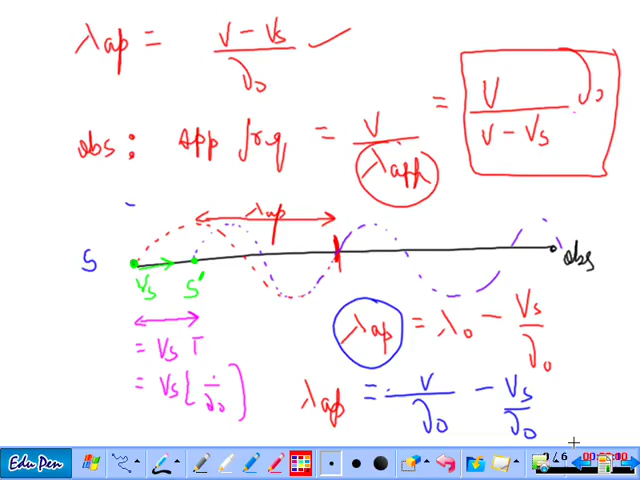 λap = v - vs / ν0
obs: app freq = v / λapp = v / v - vs ν0
λap
S vs S' obs
= vs T
λap = λ0 - vs / ν0
= vs [1/ν0]
λap = v / ν0 - vs / ν0
Edu Pen